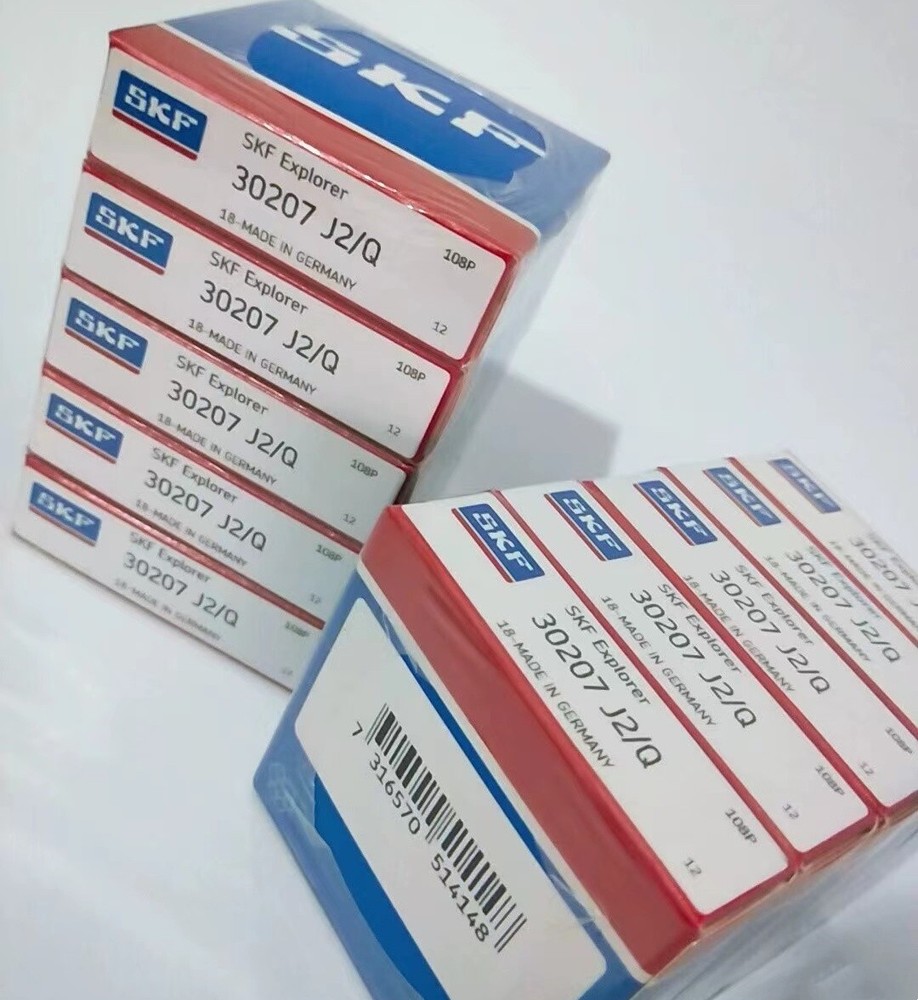 SKF
SKF
SKF Explorer
30207 J2/Q
18-MADE IN GERMANY
108P
12
SKF
SKF Explorer
30207 J2/Q
18-MADE IN GERMANY
108P
12
SKF
SKF Explorer
30207 J2/Q
18-MADE IN GERMANY
108P
12
SKF
SKF Explorer
30207 J2/Q
18-MADE IN GERMANY
108P
12
SKF
SKF Explorer
30207 J2/Q
18-MADE IN GERMANY
108P
SKF
SKF Explorer
30207 J2/Q
18-MADE IN GERMANY
108P
12
SKF
SKF Explorer
30207 J2/Q
18-MADE IN GERMANY
108P
12
SKF
SKF Explorer
30207 J2/Q
18-MADE IN GERMANY
108P
12
SKF
SKF Explorer
30207 J2/Q
18-MADE IN GERMANY
SKF
30207
7 316570 514148